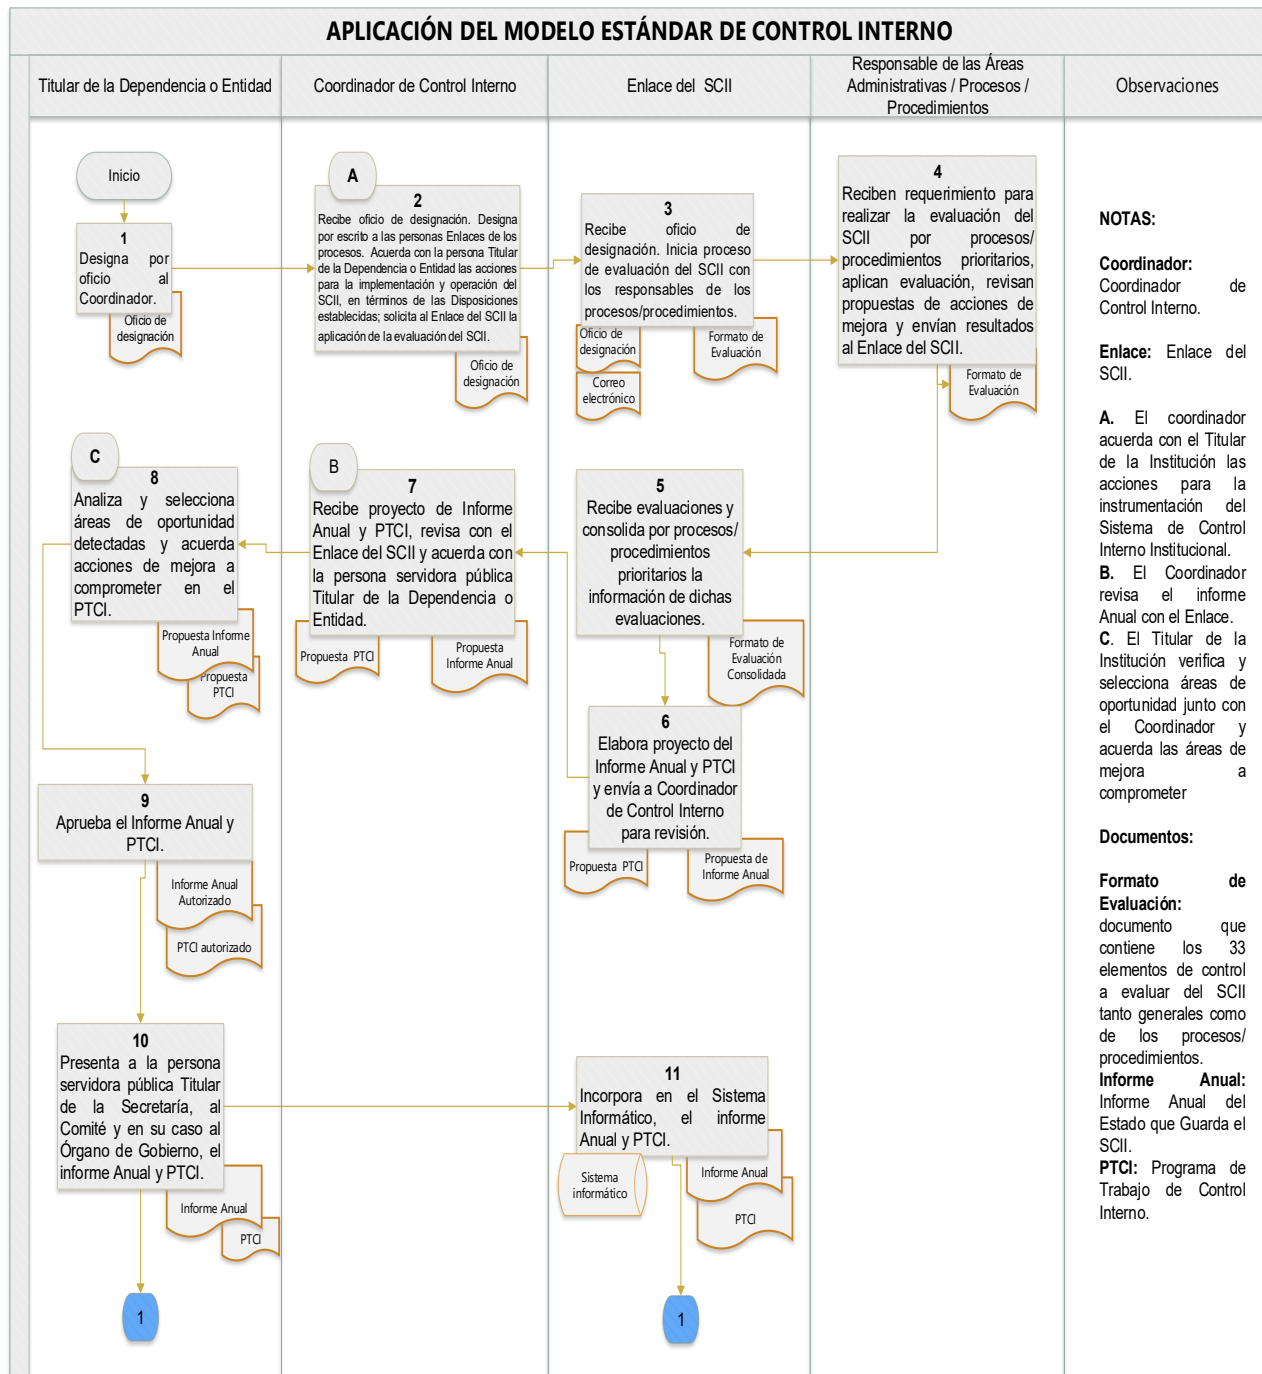 APLICACIÓN DEL MODELO ESTÁNDAR DE CONTROL INTERNO
Titular de la Dependencia o Entidad
Coordinador de Control Interno
Enlace del SCII
Responsable de las Áreas
Administrativas / Procesos /
Procedimientos
Observaciones
Inicio
1
Designa por
oficio al
Coordinador.
Oficio de
designación
A
2
Recibe oficio de designación. Designa
por escrito a las personas Enlaces de los
procesos. Acuerda con la persona Titular
de la Dependencia o Entidad las acciones
para la implementación y operación del
SCII, en términos de las Disposiciones
establecidas; solicita al Enlace del SCII la
aplicación de la evaluación del SCII.
Oficio de
designación
3
Recibe oficio de
designación. Inicia proceso
de evaluación del SCII con
los responsables de los
procesos/procedimientos.
Oficio de
designación
Correo
electrónico
Formato de
Evaluación
4
Reciben requerimiento para
realizar la evaluación del
SCII por procesos/
procedimientos prioritarios,
aplican evaluación, revisan
propuestas de acciones de
mejora y envían resultados
al Enlace del SCII.
Formato de
Evaluación
C
8
Analiza y selecciona
áreas de oportunidad
detectadas y acuerda
acciones de mejora a
comprometer en el
PTCI.
Propuesta Informe
Anual
Propuesta
PTCI
B
7
Recibe proyecto de Informe
Anual y PTCI, revisa con el
Enlace del SCII y acuerda con
la persona servidora pública
Titular de la Dependencia o
Entidad.
Propuesta PTCI
Propuesta
Informe Anual
5
Recibe evaluaciones y
consolida por procesos/
procedimientos
prioritarios la
información de dichas
evaluaciones.
Formato de
Evaluación
Consolidada
6
Elabora proyecto del
Informe Anual y PTCI
y envía a Coordinador
de Control Interno
para revisión.
Propuesta PTCI
Propuesta de
Informe Anual
9
Aprueba el Informe Anual y
PTCI.
Informe Anual
Autorizado
PTCI autorizado
10
Presenta a la persona
servidora pública Titular
de la Secretaría, al
Comité y en su caso al
Órgano de Gobierno, el
informe Anual y PTCI.
Informe Anual
PTCI
1
11
Incorpora en el Sistema
Informático, el informe
Anual y PTCI.
Sistema
informático
Informe Anual
PTCI
1
NOTAS:
Coordinador:
Coordinador de
Control Interno.
Enlace: Enlace del
SCII.
A. El coordinador
acuerda con el Titular
de la Institución las
acciones para la
instrumentación del
Sistema de Control
Interno Institucional.
B. El Coordinador
revisa el informe
Anual con el Enlace.
C. El Titular de la
Institución verifica y
selecciona áreas de
oportunidad junto con
el Coordinador y
acuerda las áreas de
mejora a
comprometer
Documentos:
Formato de
Evaluación:
documento que
contiene los 33
elementos de control
a evaluar del SCII
tanto generales como
de los procesos/
procedimientos.
Informe Anual:
Informe Anual del
Estado que Guarda el
SCII.
PTCI: Programa de
Trabajo de Control
Interno.